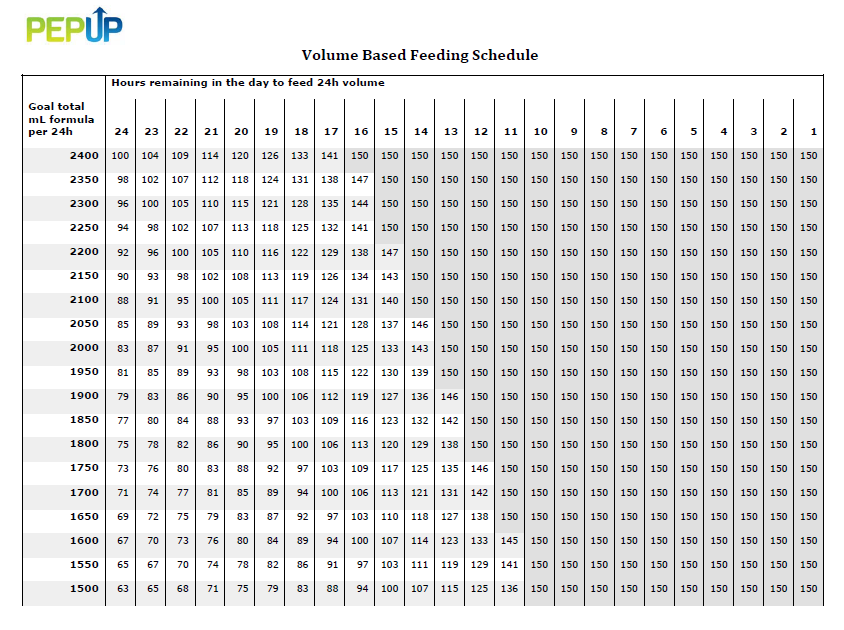 PEPUP
Volume Based Feeding Schedule
Hours remaining in the day to feed 24h volume
Goal total
mL formula
per 24h 24 23 22 21 20 19 18 17 16 15 14 13 12 11 10 9 8 7 6 5 4 3 2 1
2400 100 104 109 114 120 126 133 141 150 150 150 150 150 150 150 150 150 150 150 150 150 150 150 150
2350 98 102 107 112 118 124 131 138 147 150 150 150 150 150 150 150 150 150 150 150 150 150 150 150
2300 96 100 105 110 115 121 128 135 144 150 150 150 150 150 150 150 150 150 150 150 150 150 150 150
2250 94 98 102 107 113 118 125 132 141 150 150 150 150 150 150 150 150 150 150 150 150 150 150 150
2200 92 96 100 105 110 116 122 129 138 147 150 150 150 150 150 150 150 150 150 150 150 150 150 150
2150 90 93 98 102 108 113 119 126 134 143 150 150 150 150 150 150 150 150 150 150 150 150 150 150
2100 88 91 95 100 105 111 117 124 131 140 150 150 150 150 150 150 150 150 150 150 150 150 150 150
2050 85 89 93 98 103 108 114 121 128 137 146 150 150 150 150 150 150 150 150 150 150 150 150 150
2000 83 87 91 95 100 105 111 118 125 133 143 150 150 150 150 150 150 150 150 150 150 150 150 150
1950 81 85 89 93 98 103 108 115 122 130 139 150 150 150 150 150 150 150 150 150 150 150 150 150
1900 79 83 86 90 95 100 106 112 119 127 136 146 150 150 150 150 150 150 150 150 150 150 150 150
1850 77 80 84 88 93 97 103 109 116 123 132 142 150 150 150 150 150 150 150 150 150 150 150 150
1800 75 78 82 86 90 95 100 106 113 120 129 138 150 150 150 150 150 150 150 150 150 150 150 150
1750 73 76 80 83 88 92 97 103 109 117 125 135 146 150 150 150 150 150 150 150 150 150 150 150
1700 71 74 77 81 85 89 94 100 106 113 121 131 142 150 150 150 150 150 150 150 150 150 150 150
1650 69 72 75 79 83 87 92 97 103 110 118 127 138 150 150 150 150 150 150 150 150 150 150 150
1600 67 70 73 76 80 84 89 94 100 107 114 123 133 145 150 150 150 150 150 150 150 150 150 150
1550 65 67 70 74 78 82 86 91 97 103 111 119 129 141 150 150 150 150 150 150 150 150 150 150
1500 63 65 68 71 75 79 83 88 94 100 107 115 125 136 150 150 150 150 150 150 150 150 150 150